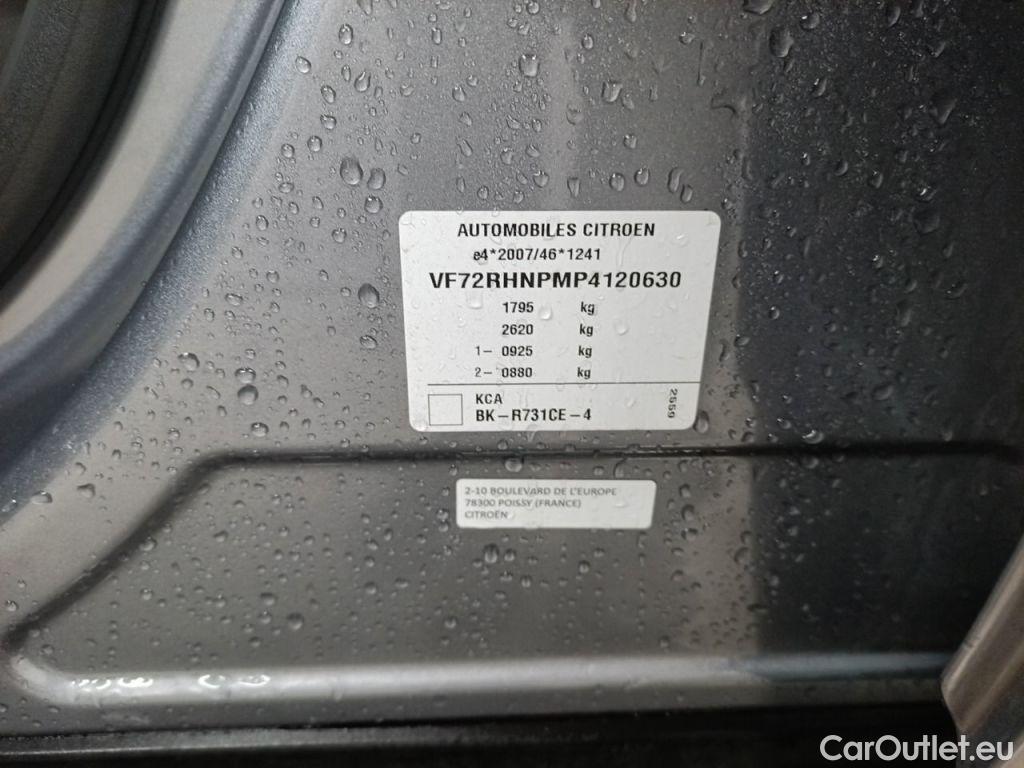 AUTOMOBILES CITROEN
e4*2007/46*1241
VF72RHNPMP4120630
1795 kg
2620 kg
1- 0925 kg
2- 0880 kg
KCA
BK-R731CE-4
2559
2-10 BOULEVARD DE L'EUROPE
78300 POISSY (FRANCE)
CITROËN
CarOutlet.eu